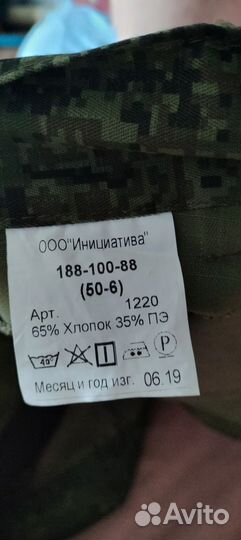 ООО"Инициатива"
188-100-88
(50-6)
Арт. 1220
65% Хлопок 35% ПЭ
40 P
Месяц и год изг. 06.19
Avito